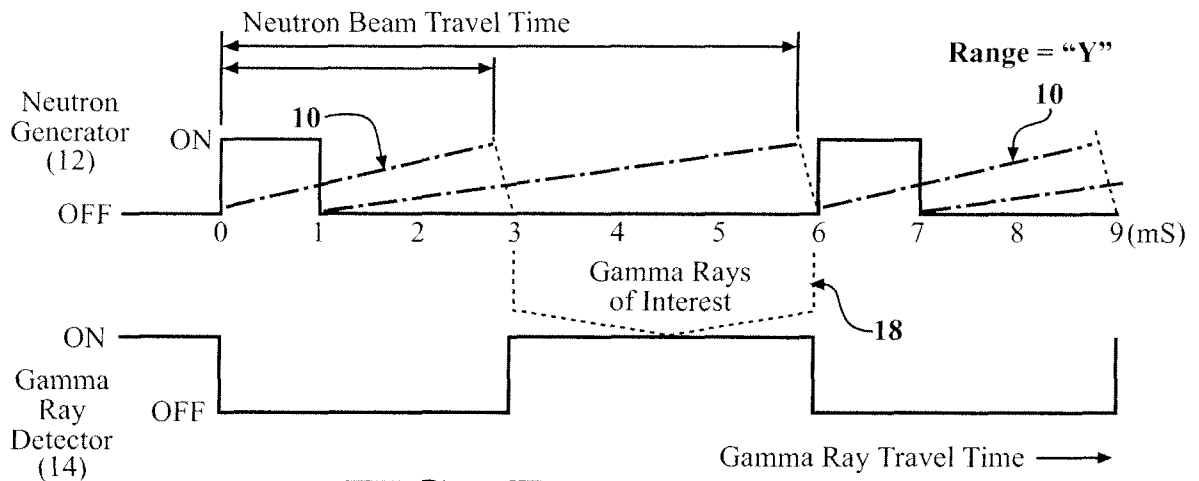 Neutron Beam Travel Time
Range = “Y”
10
10
Neutron
Generator
(12)
ON
OFF
0 1 2 3 4 5 6 7 8 9 (mS)
Gamma Rays
of Interest
18
ON
Gamma
Ray
Detector
(14)
OFF
Gamma Ray Travel Time